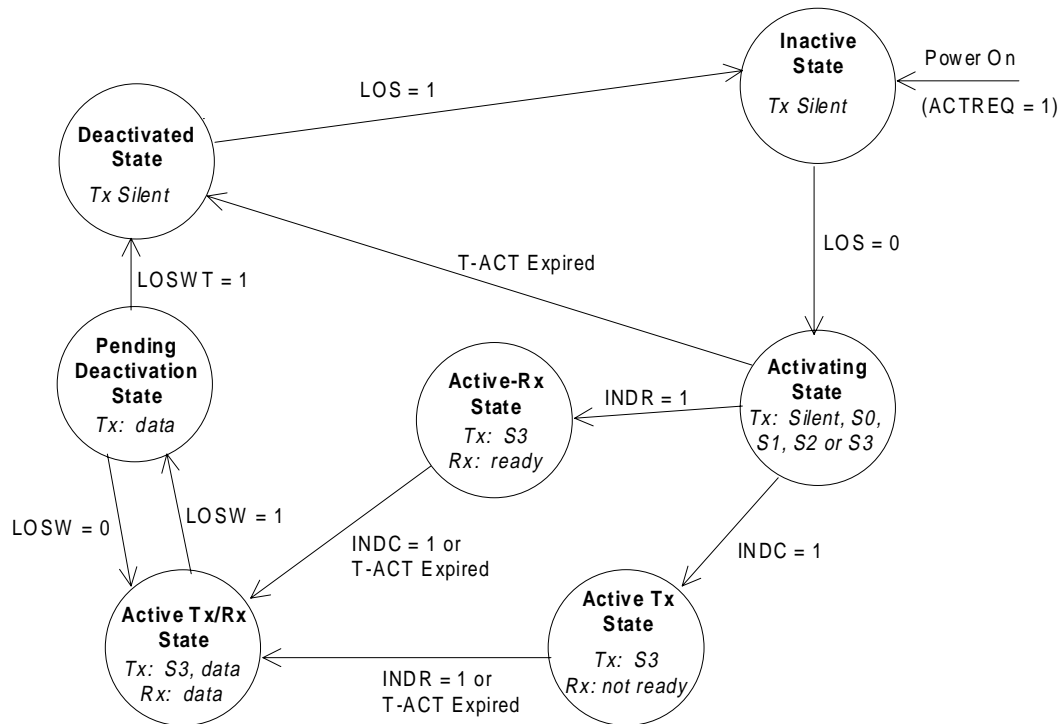 Inactive
State
Tx Silent
Power On
(ACTREQ = 1)
LOS = 1
Deactivated
State
Tx Silent
LOS = 0
T-ACT Expired
LOSWT = 1
Pending
Deactivation
State
Tx: data
Active-Rx
State
Tx: S3
Rx: ready
INDR = 1
Activating
State
Tx: Silent, S0,
S1, S2 or S3
LOSW = 0
LOSW = 1
INDC = 1 or
T-ACT Expired
INDC = 1
Active Tx/Rx
State
Tx: S3, data
Rx: data
INDR = 1 or
T-ACT Expired
Active Tx
State
Tx: S3
Rx: not ready